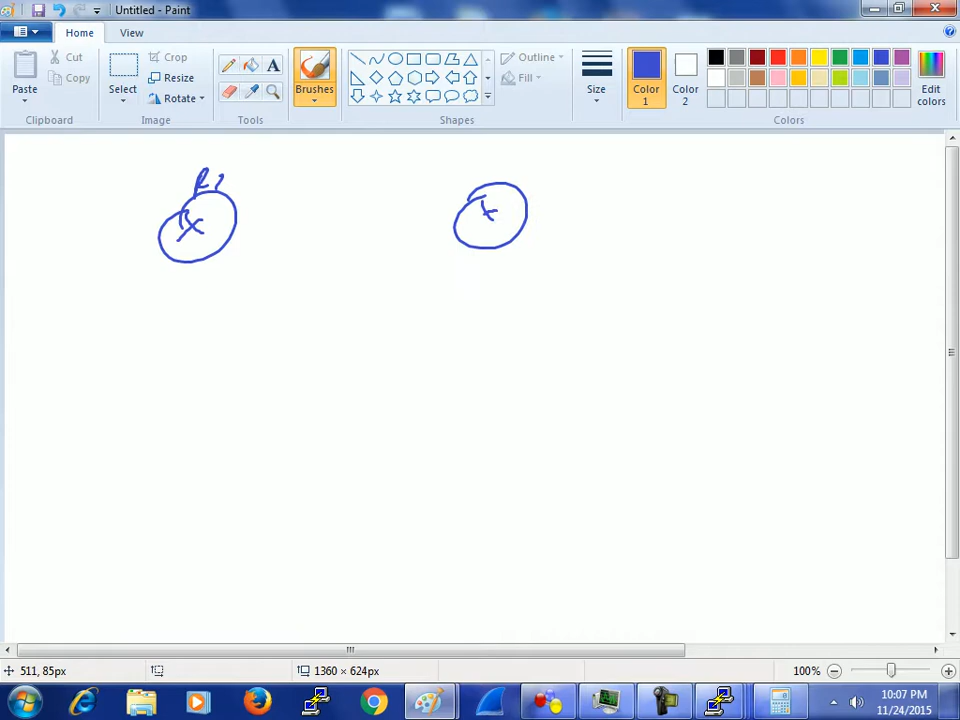 Untitled - Paint
Home View
Paste
Cut
Copy
Clipboard
Select
Crop
Resize
Rotate
Image
A
Tools
Brushes
Outline
Fill
Shapes
Size
Color 1
Color 2
Edit colors
Colors
x
x
511, 85px
1360 × 624px
100%
10:07 PM
11/24/2015